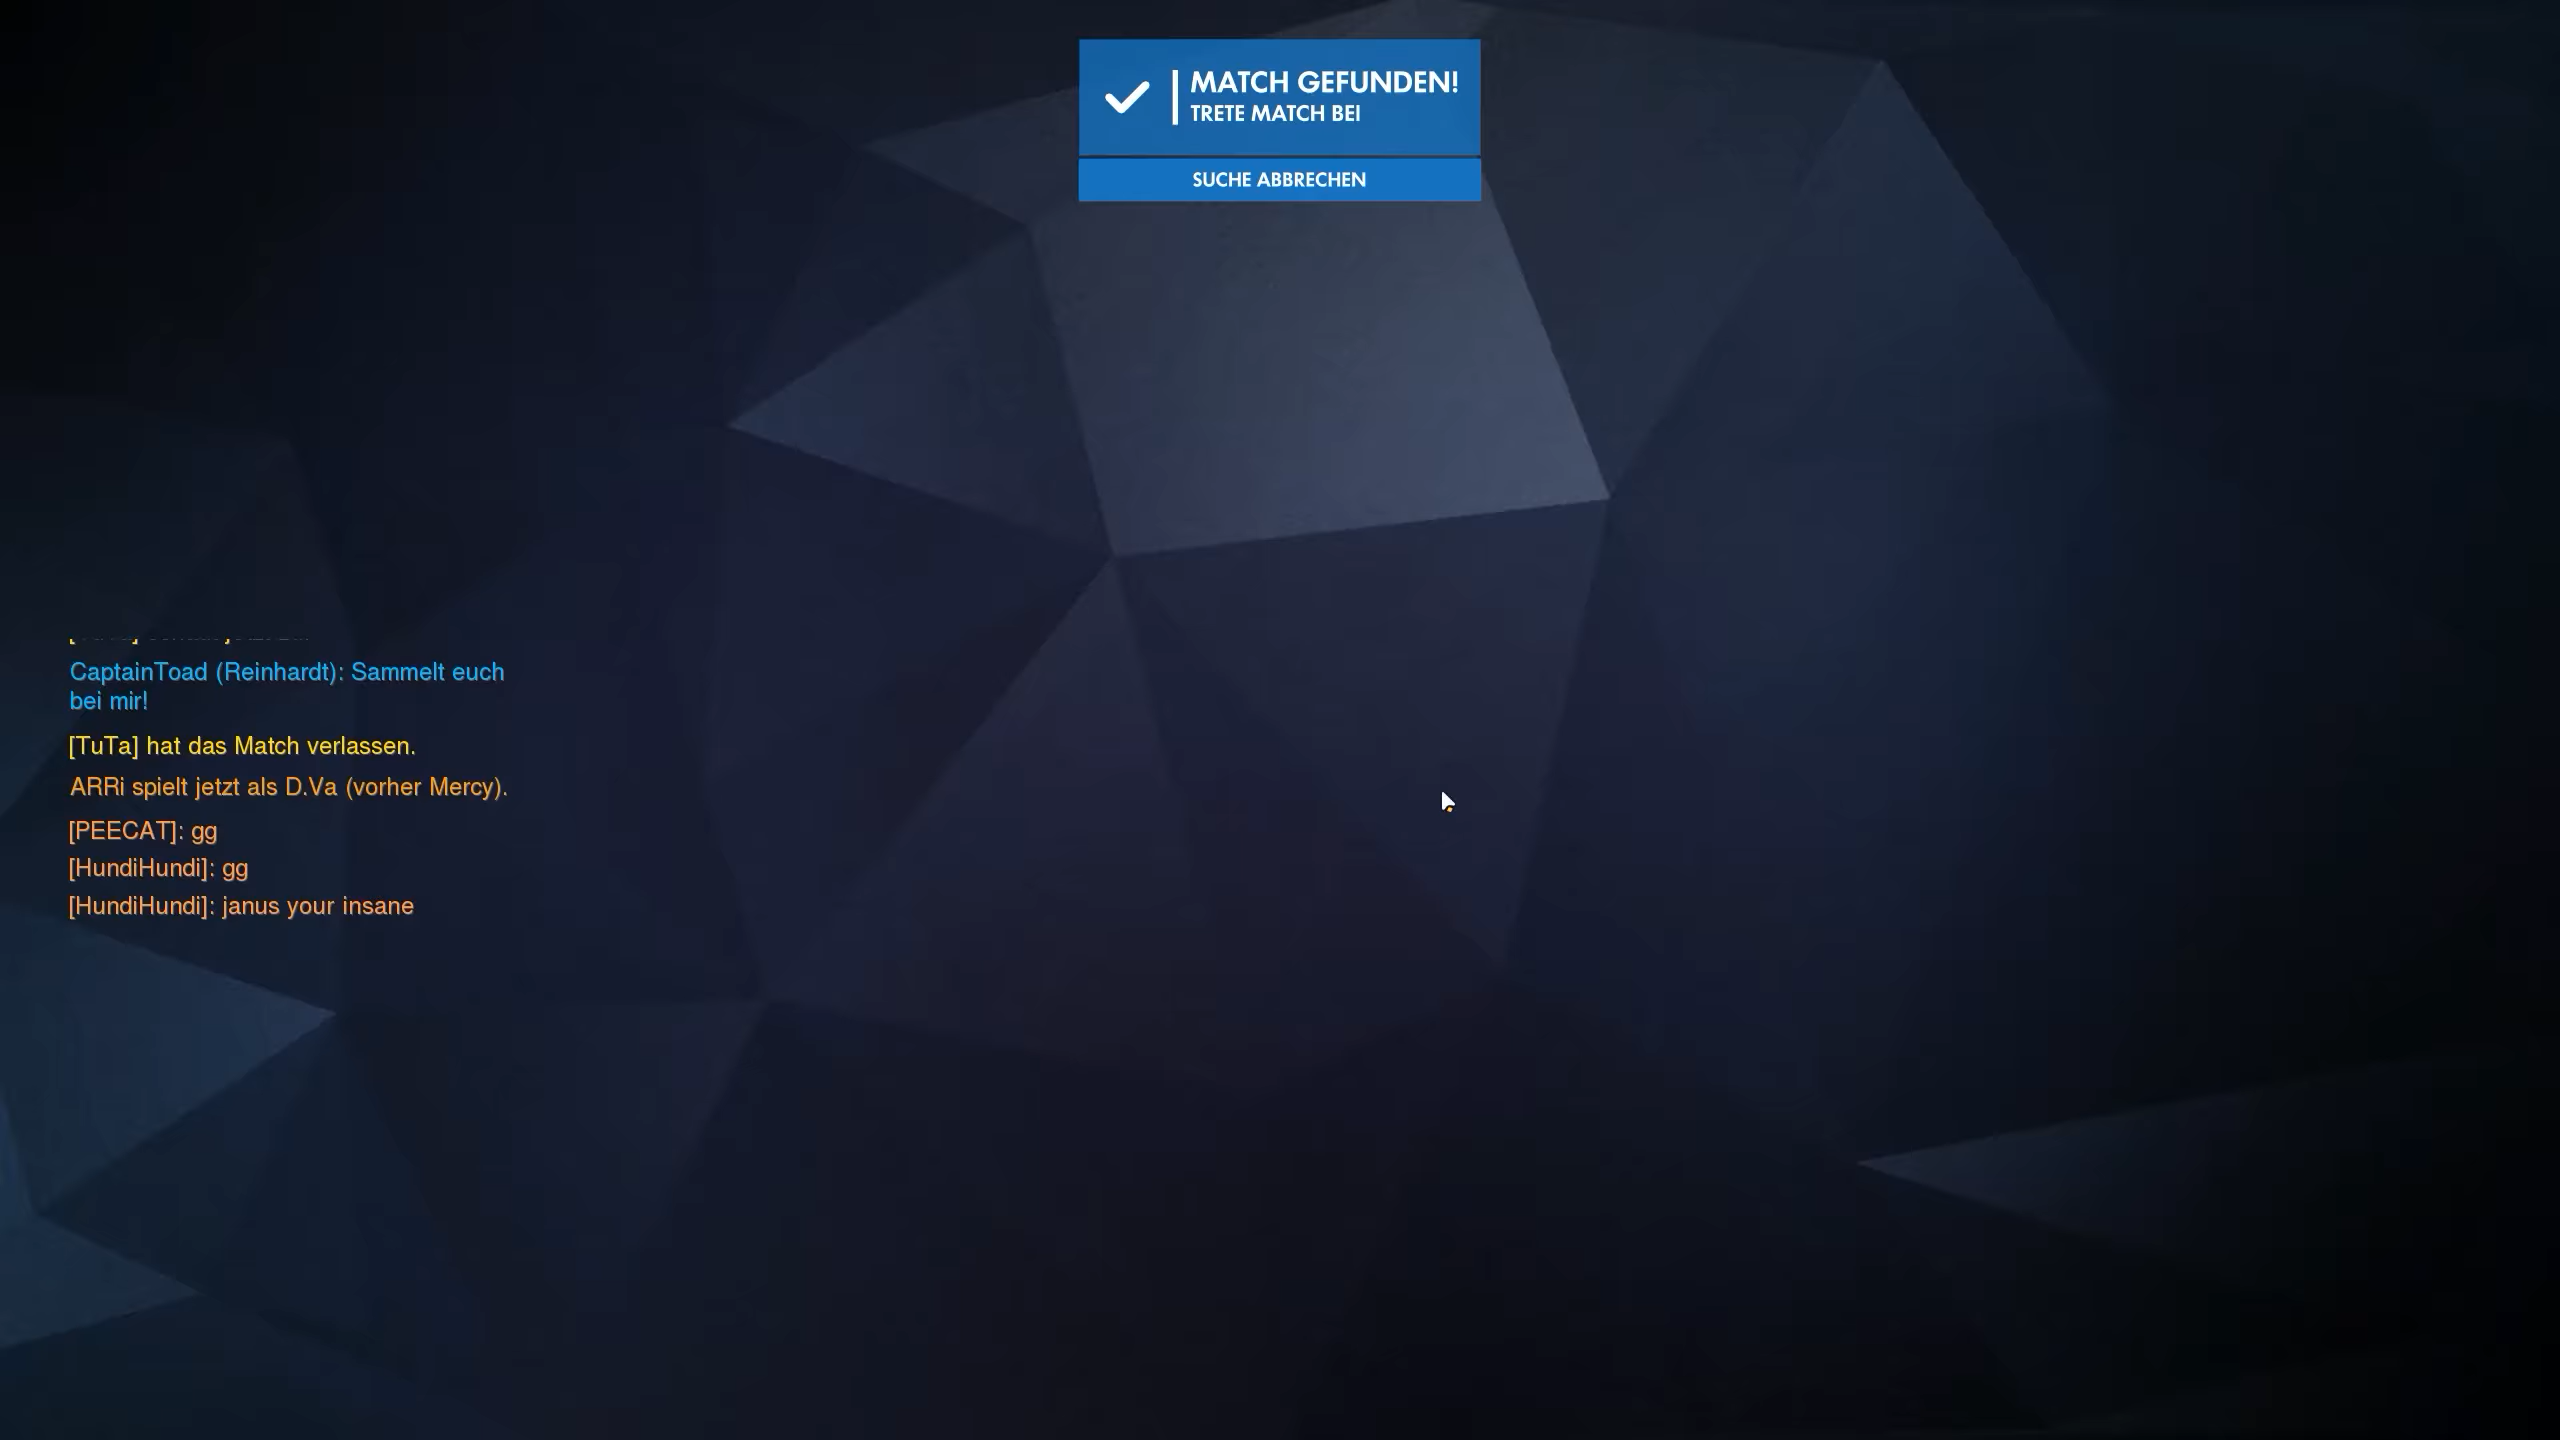 MATCH GEFUNDEN!
TRETE MATCH BEI
SUCHE ABBRECHEN
CaptainToad (Reinhardt): Sammelt euch
bei mir!
[TuTa] hat das Match verlassen.
ARRi spielt jetzt als D.Va (vorher Mercy).
[PEECAT]: gg
[HundiHundi]: gg
[HundiHundi]: janus your insane